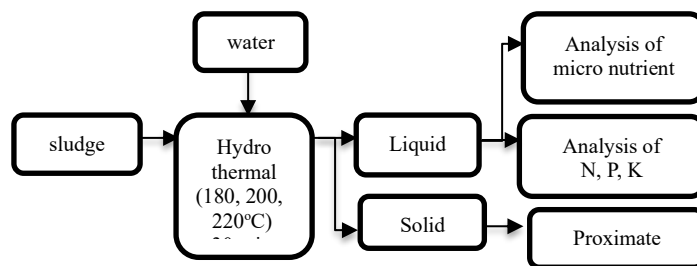 water
sludge
Hydro
thermal
(180, 200,
220ºC)
Liquid
Solid
Analysis of
micro nutrient
Analysis of
N, P, K
Proximate